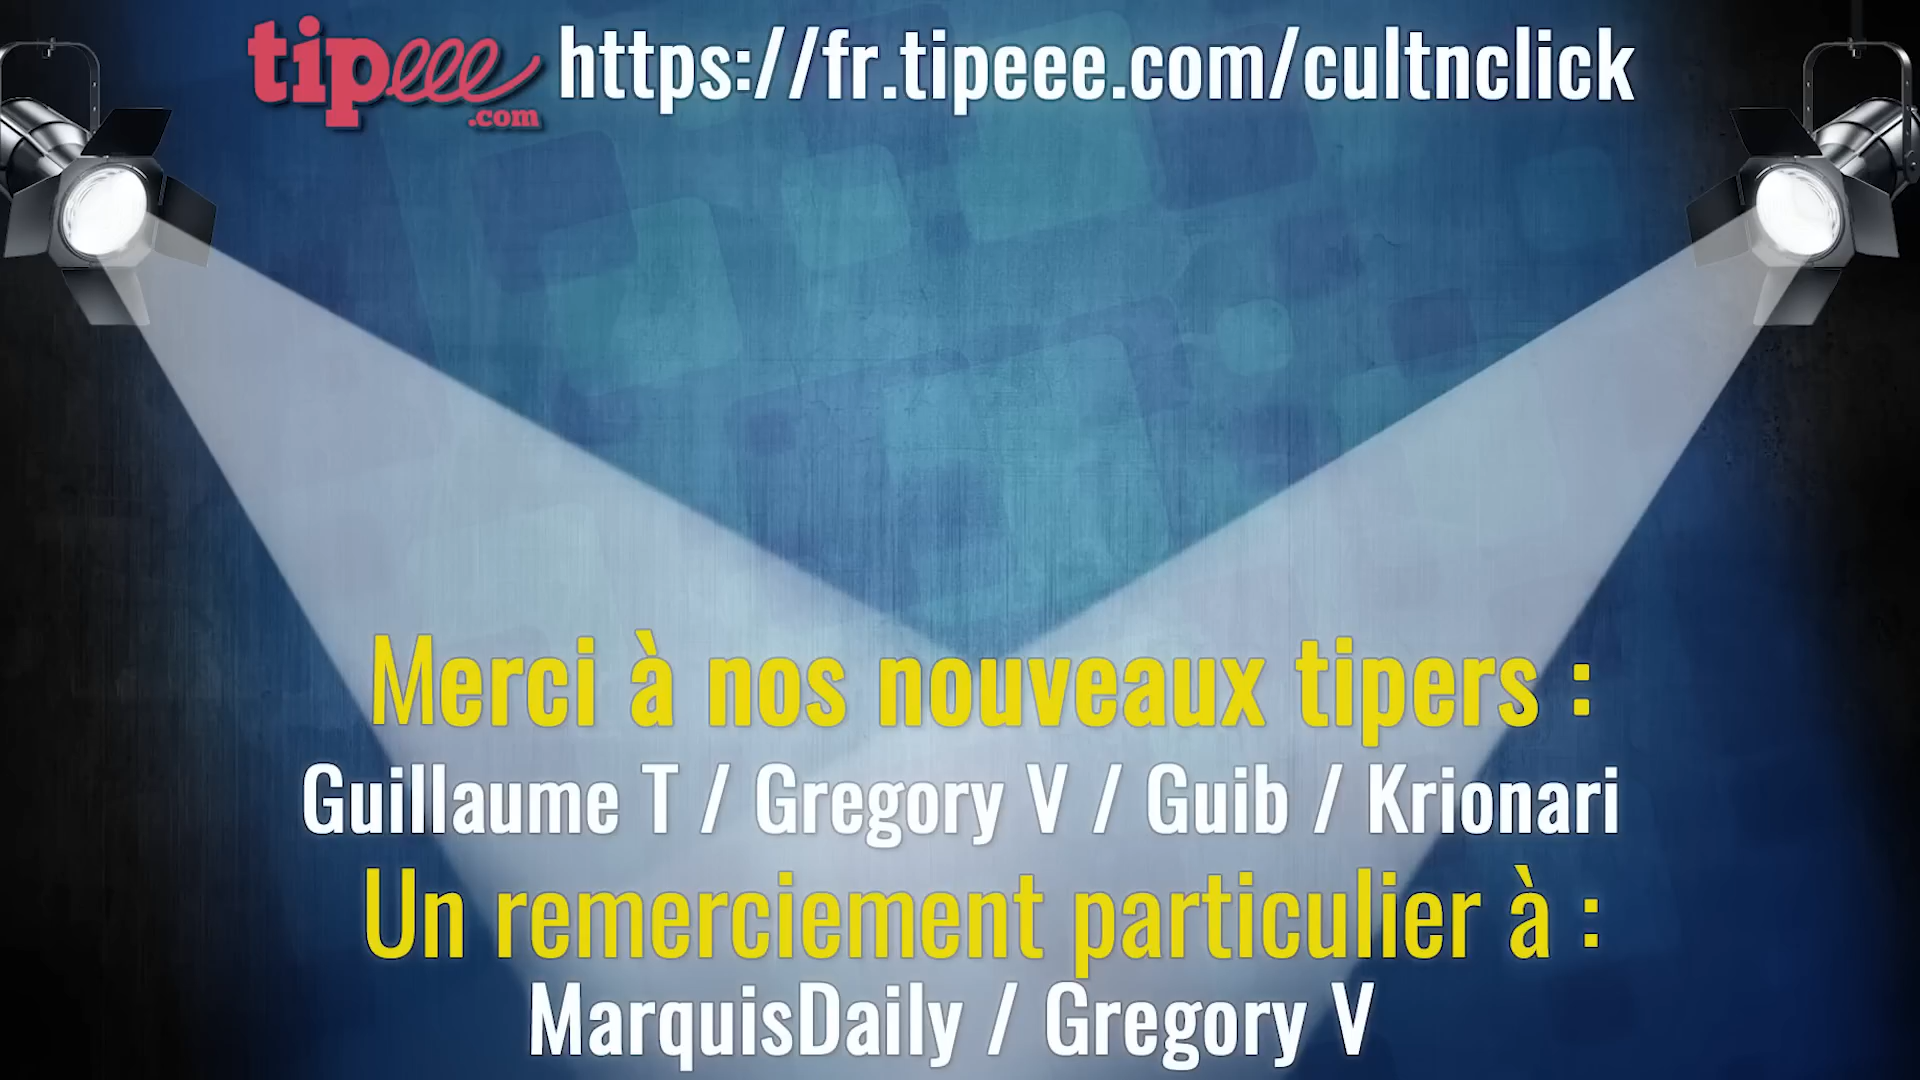 tipeee.com https://fr.tipeee.com/cultnclick
Merci à nos nouveaux tipers :
Guillaume T / Gregory V / Guib / Krionari
Un remerciement particulier à :
MarquisDaily / Gregory V